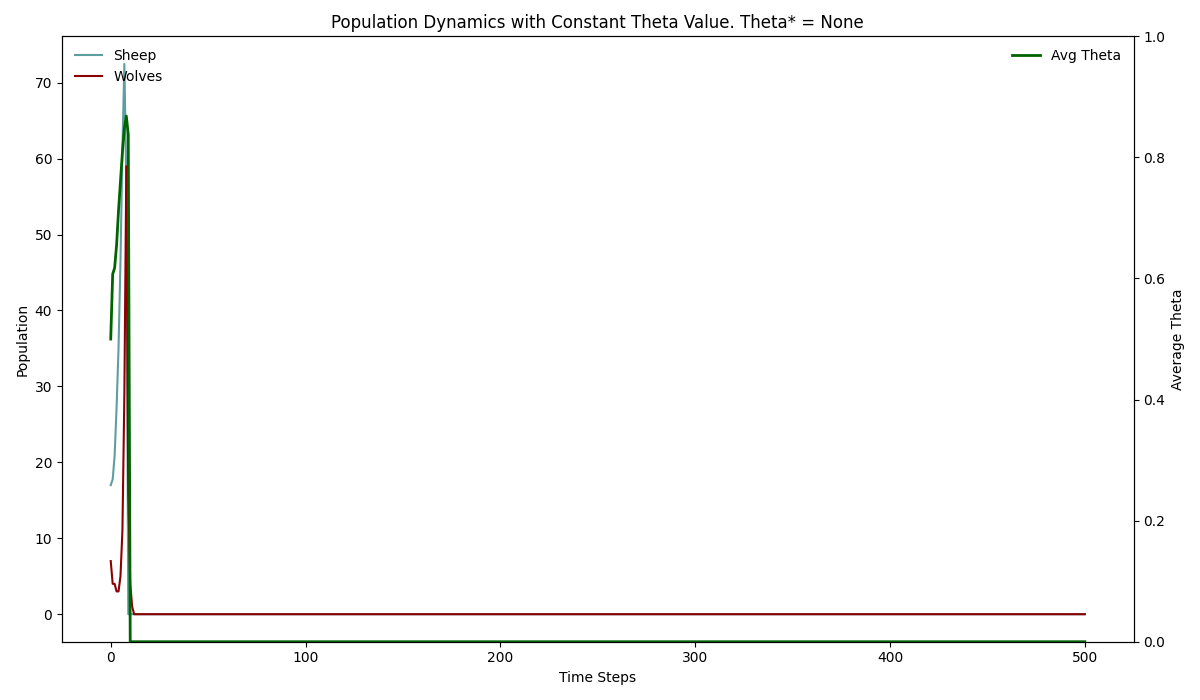 Population Dynamics with Constant Theta Value. Theta* = None
Sheep
Wolves
Avg Theta
Population
70
60
50
40
30
20
10
0
1.0
0.8
0.6
0.4
0.2
0.0
Average Theta
0 100 200 300 400 500
Time Steps